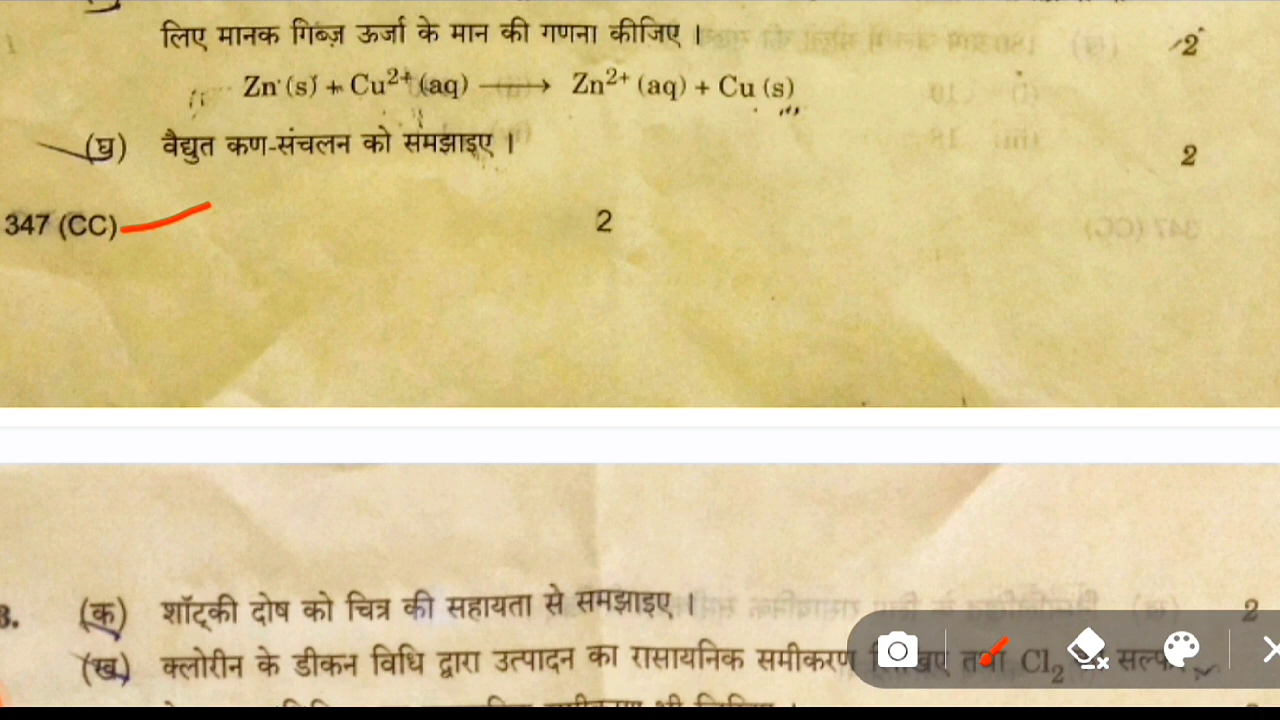 लिए मानक गिब्ज़ ऊर्जा के मान की गणना कीजिए । 2
Zn (s) + Cu²⁺ (aq) ⟶ Zn²⁺ (aq) + Cu (s)
(घ) वैद्युत कण-संचलन को समझाइए । 2
347 (CC) 2
3. (क) शॉट्की दोष को चित्र की सहायता से समझाइए । 2
(ख) क्लोरीन के डीकन विधि द्वारा उत्पादन का रासायनिक समीकरण तथा Cl₂